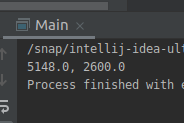 Main
/snap/intellij-idea-ult
5148.0, 2600.0
Process finished with e